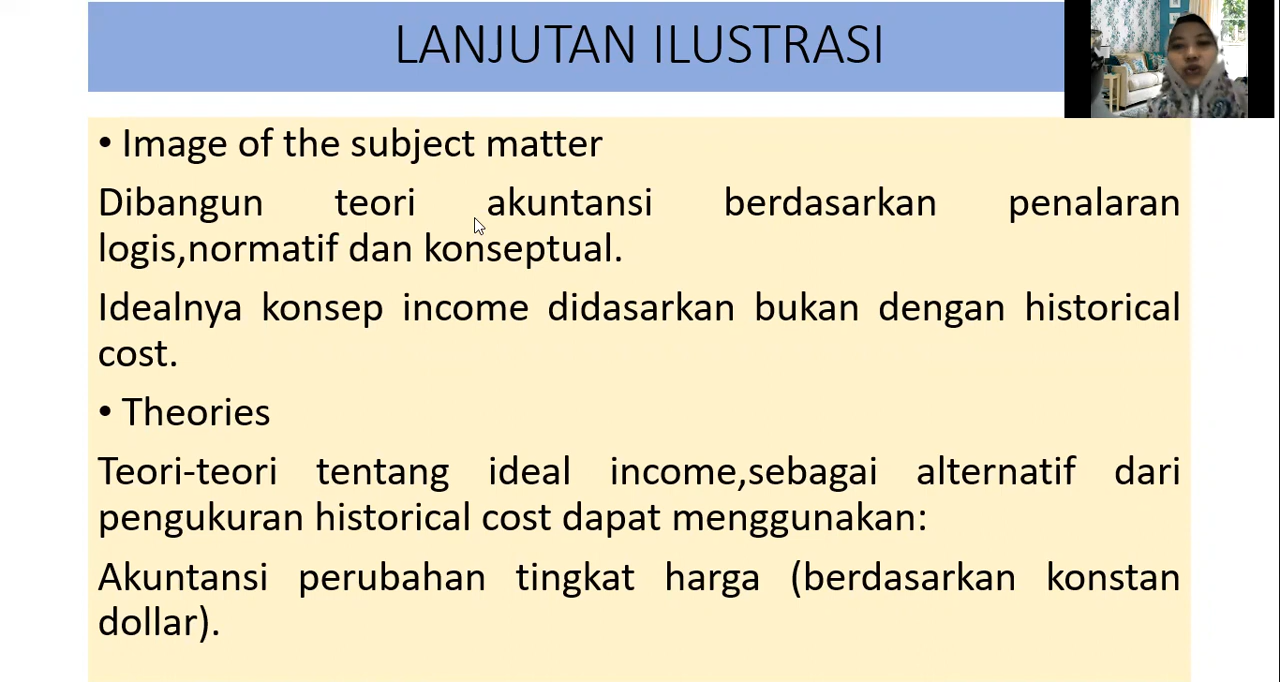 LANJUTAN ILUSTRASI
• Image of the subject matter
Dibangun teori akuntansi berdasarkan penalaran
logis,normatif dan konseptual.
Idealnya konsep income didasarkan bukan dengan historical
cost.
• Theories
Teori-teori tentang ideal income,sebagai alternatif dari
pengukuran historical cost dapat menggunakan:
Akuntansi perubahan tingkat harga (berdasarkan konstan
dollar).